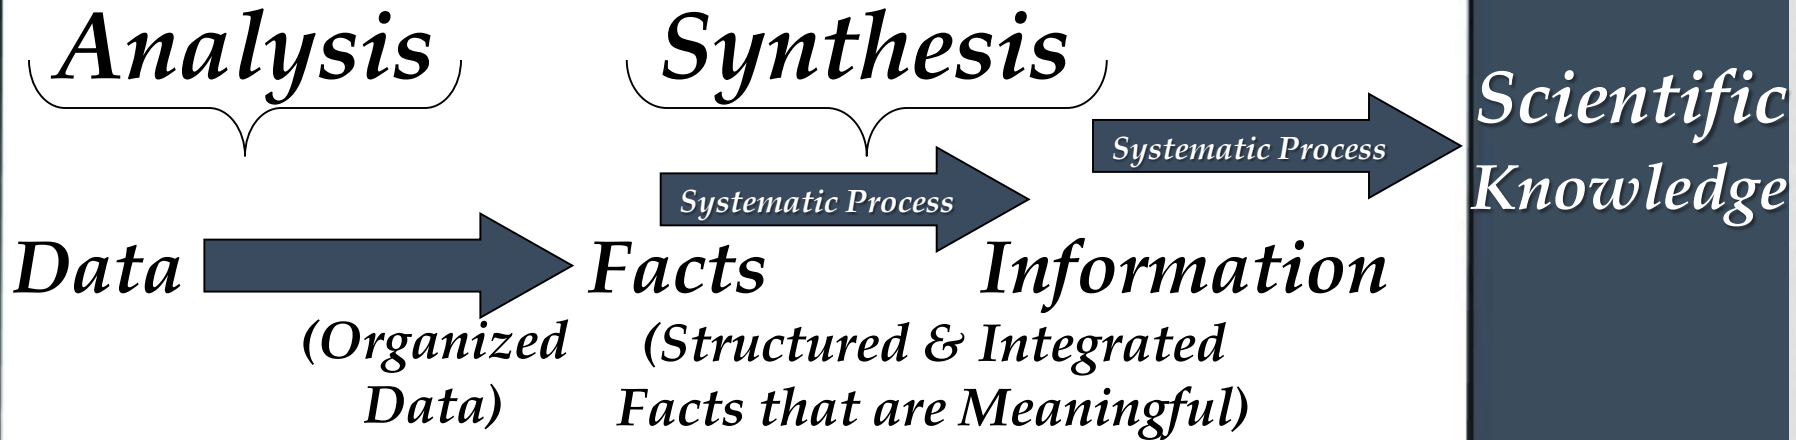 Analysis
Synthesis
Systematic Process
Systematic Process
Scientific
Knowledge
Data
Facts
Information
(Organized
Data)
(Structured & Integrated
Facts that are Meaningful)